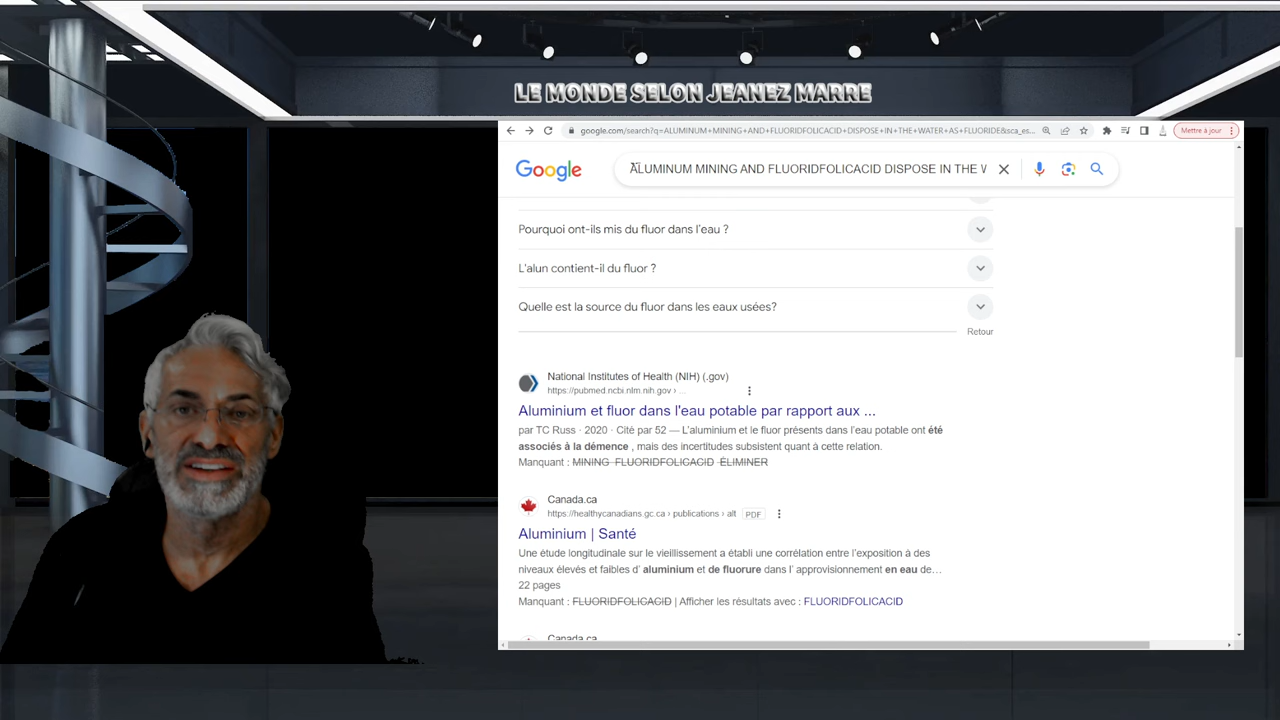 LE MONDE SELON JEANEZ MARRE
google.com/search?q=ALUMINUM+MINING+AND+FLUORIDFOLICACID+DISPOSE+IN+THE+WATER+AS+FLUORIDE&sca_es...
Mettre à jour
Google
ALUMINUM MINING AND FLUORIDFOLICACID DISPOSE IN THE W
Pourquoi ont-ils mis du fluor dans l'eau ?
L'alun contient-il du fluor ?
Quelle est la source du fluor dans les eaux usées?
Retour
National Institutes of Health (NIH) (.gov)
https://pubmed.ncbi.nlm.nih.gov › ...
Aluminium et fluor dans l'eau potable par rapport aux ...
par TC Russ · 2020 · Cité par 52 — L'aluminium et le fluor présents dans l'eau potable ont été
associés à la démence , mais des incertitudes subsistent quant à cette relation.
Manquant : MINING FLUORIDFOLICACID ÉLIMINER
Canada.ca
https://healthycanadians.gc.ca › publications › alt PDF
Aluminium | Santé
Une étude longitudinale sur le vieillissement a établi une corrélation entre l'exposition à des
niveaux élevés et faibles d' aluminium et de fluorure dans l' approvisionnement en eau de…
22 pages
Manquant : FLUORIDFOLICACID | Afficher les résultats avec : FLUORIDFOLICACID
Canada.ca